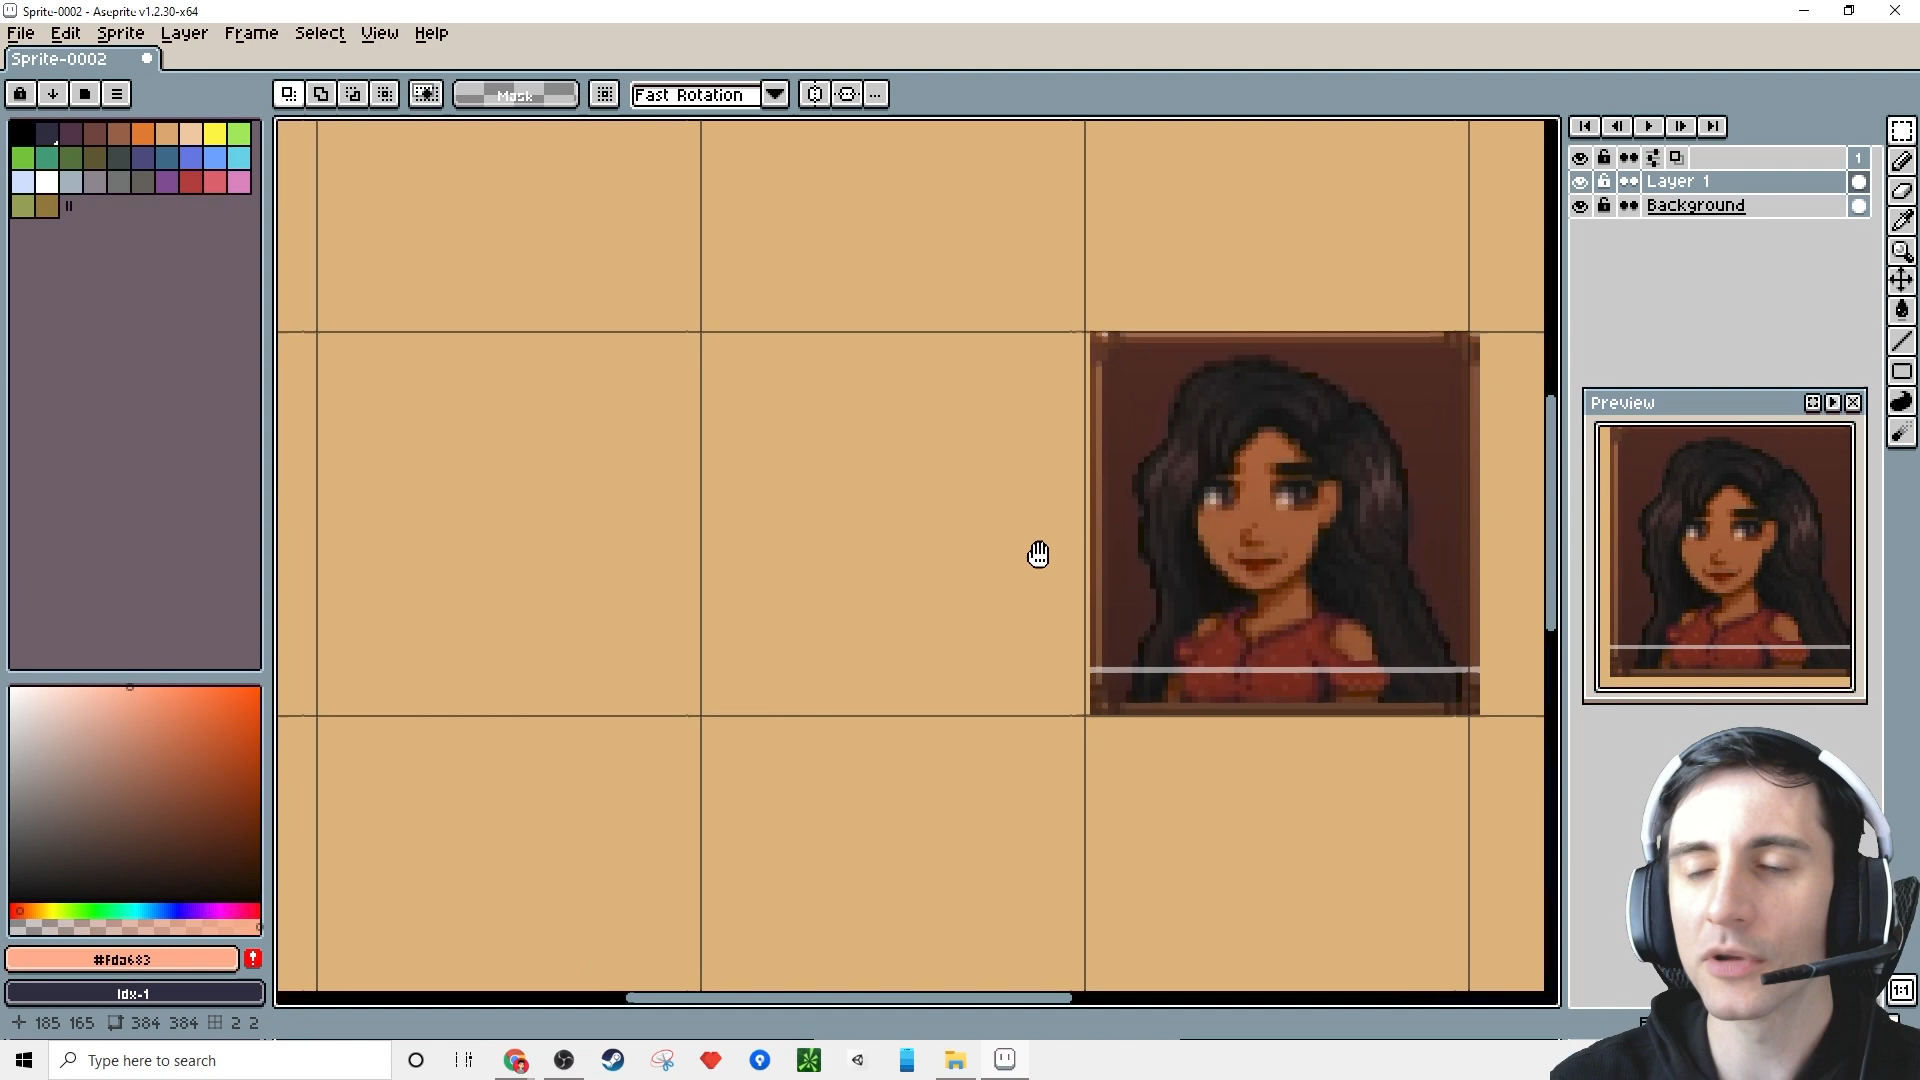 Sprite-0002 - Aseprite v1.2.30-x64
File Edit Sprite Layer Frame Select View Help
Sprite-0002
Mask
Fast Rotation
...
1
Layer 1
Background
Preview
#fda683
Idx-1
1:1
185 165 384 384 2 2
Type here to search